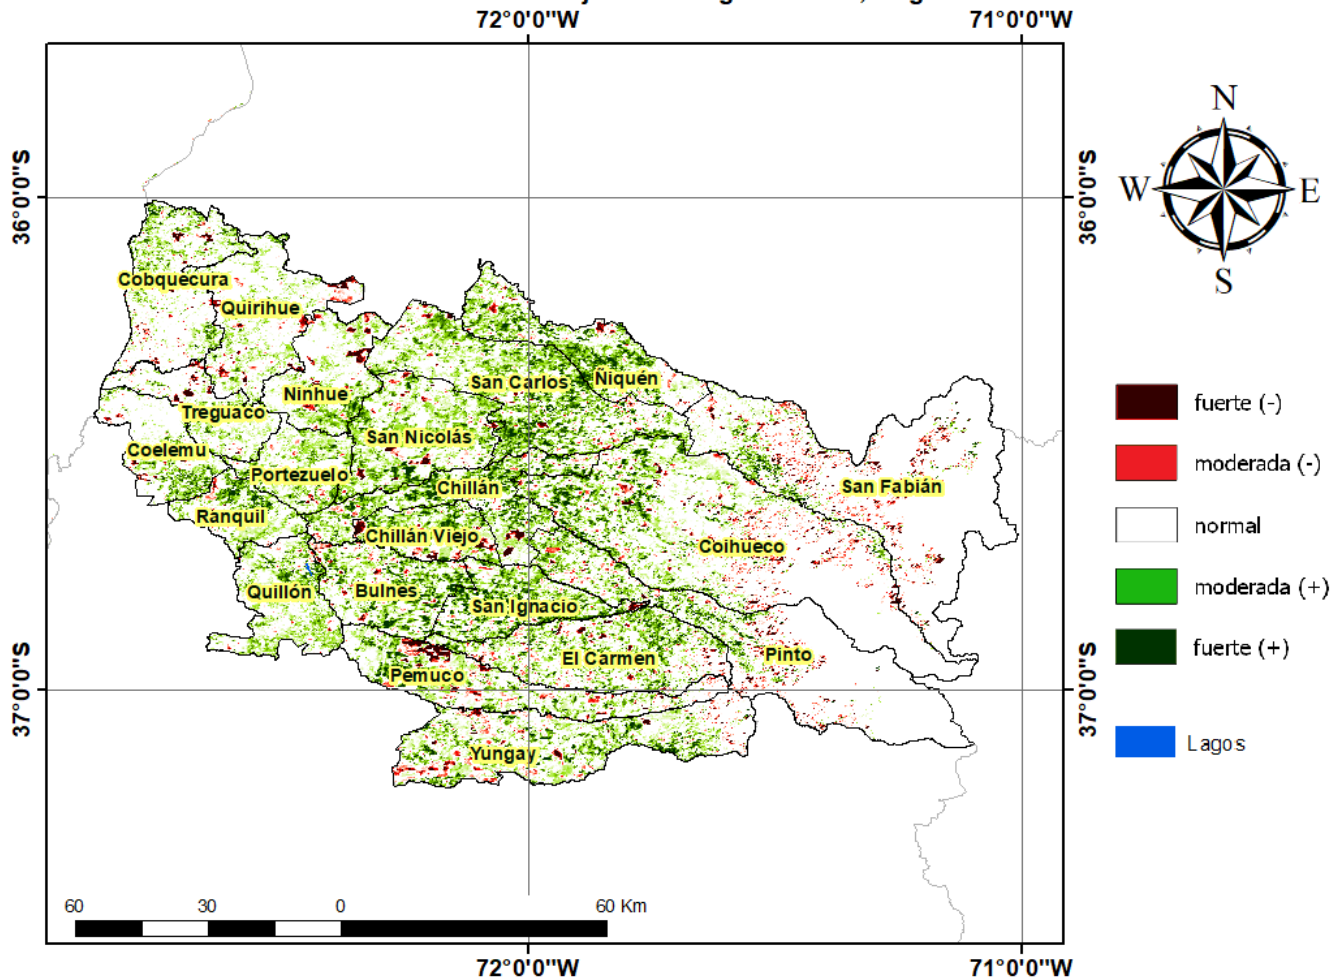 72°0'0"W
71°0'0"W
36°0'0"S
36°0'0"S
N
W
E
S
Cobquecura
Quirihue
San Carlos
Ñiquén
Ninhue
Treguaco
San Nicolás
Coelemu
Portezuelo
Chillán
San Fabián
Ránquil
Chillán Viejo
Coihueco
Quillón
Bulnes
San Ignacio
El Carmen
Pinto
Pemuco
Yungay
37°0'0"S
37°0'0"S
fuerte (-)
moderada (-)
normal
moderada (+)
fuerte (+)
Lagos
60
30
0
60 Km
72°0'0"W
71°0'0"W